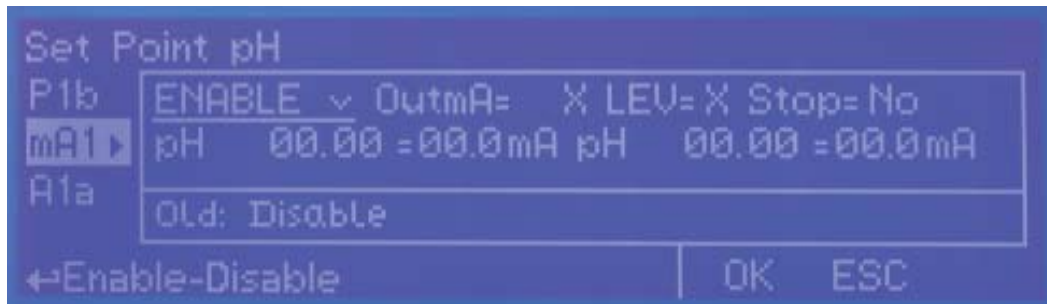 Set Point pH
P1b ENABLE OutmA= X LEV= X Stop= No
mA1 pH 00.00 =00.0mA pH 00.00 =00.0mA
A1a
Old: Disable
↵Enable-Disable OK ESC